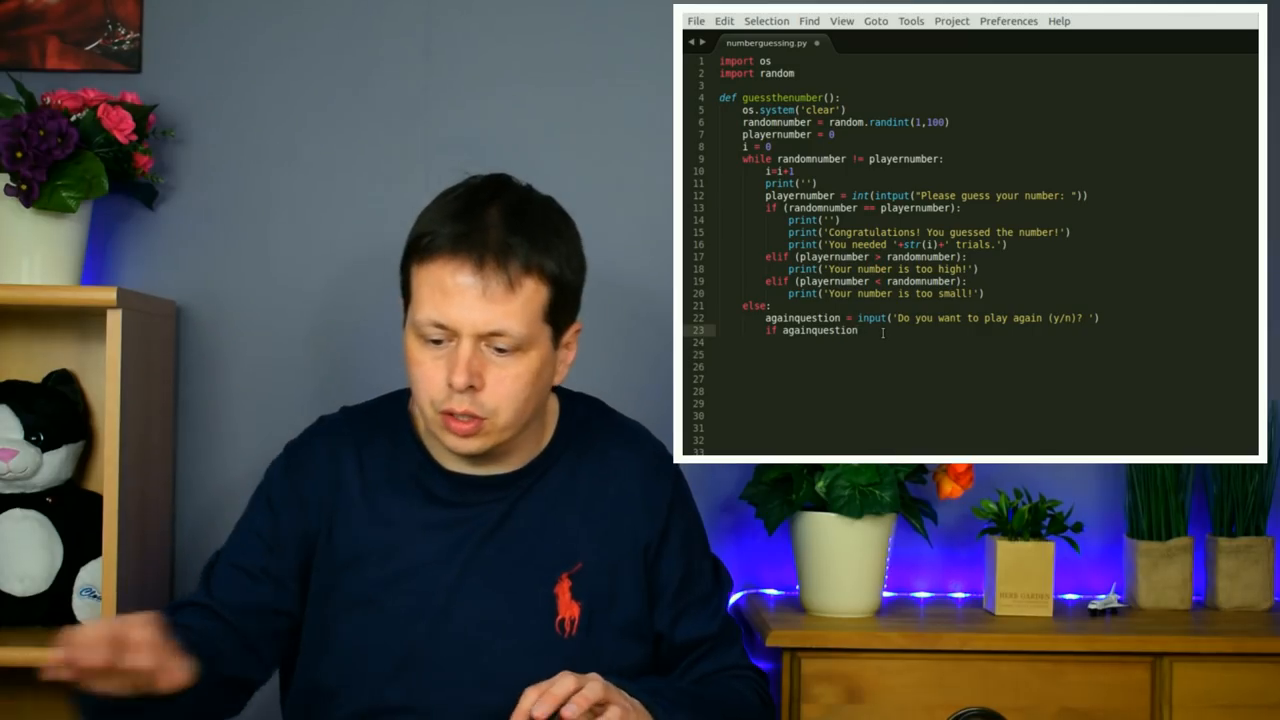 File Edit Selection Find View Goto Tools Project Preferences Help
numberguessing.py
1 import os
2 import random
3
4 def guessthenumber():
5 os.system('clear')
6 randomnumber = random.randint(1,100)
7 playernumber = 0
8 i = 0
9 while randomnumber != playernumber:
10 i=i+1
11 print('')
12 playernumber = int(intput("Please guess your number: "))
13 if (randomnumber == playernumber):
14 print('')
15 print('Congratulations! You guessed the number!')
16 print('You needed '+str(i)+' trials.')
17 elif (playernumber > randomnumber):
18 print('Your number is too high!')
19 elif (playernumber < randomnumber):
20 print('Your number is too small!')
21 else:
22 againquestion = input('Do you want to play again (y/n)? ')
23 if againquestion
24
25
26
27
28
29
30
31
32
33
HERB GARDEN